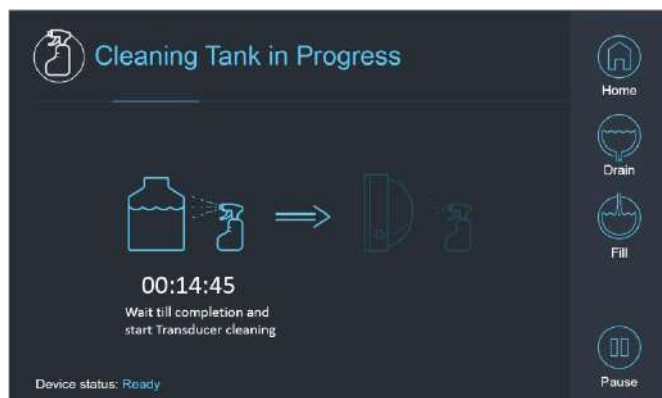 Cleaning Tank in Progress
Home
Drain
Fill
00:14:45
Wait till completion and
start Transducer cleaning
Device status: Ready
Pause